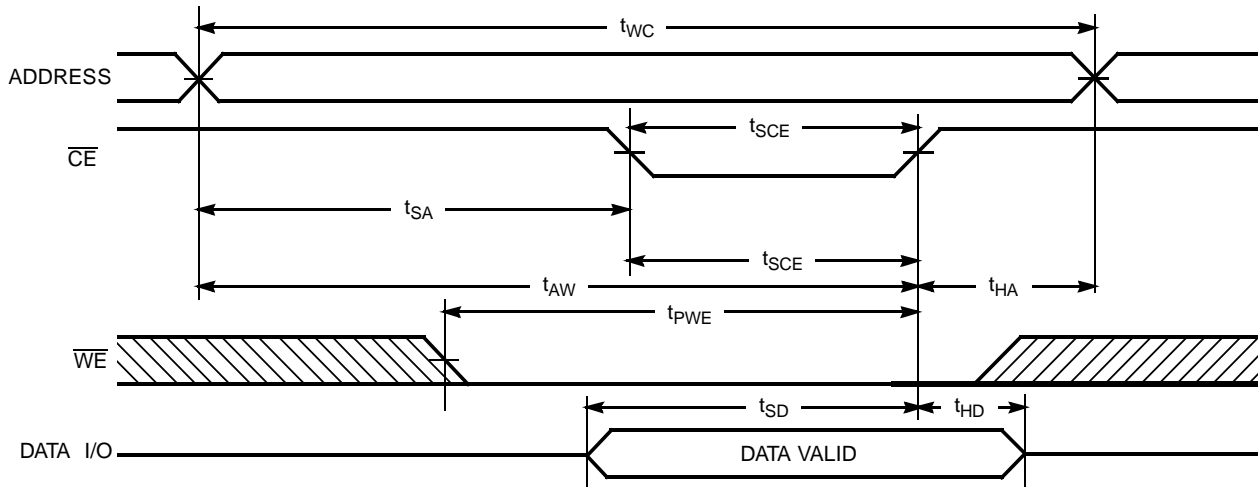 tWC
ADDRESS
tSCE
CE
tSA
tSCE
tAW
tHA
tPWE
WE
tSD
tHD
DATA I/O
DATA VALID